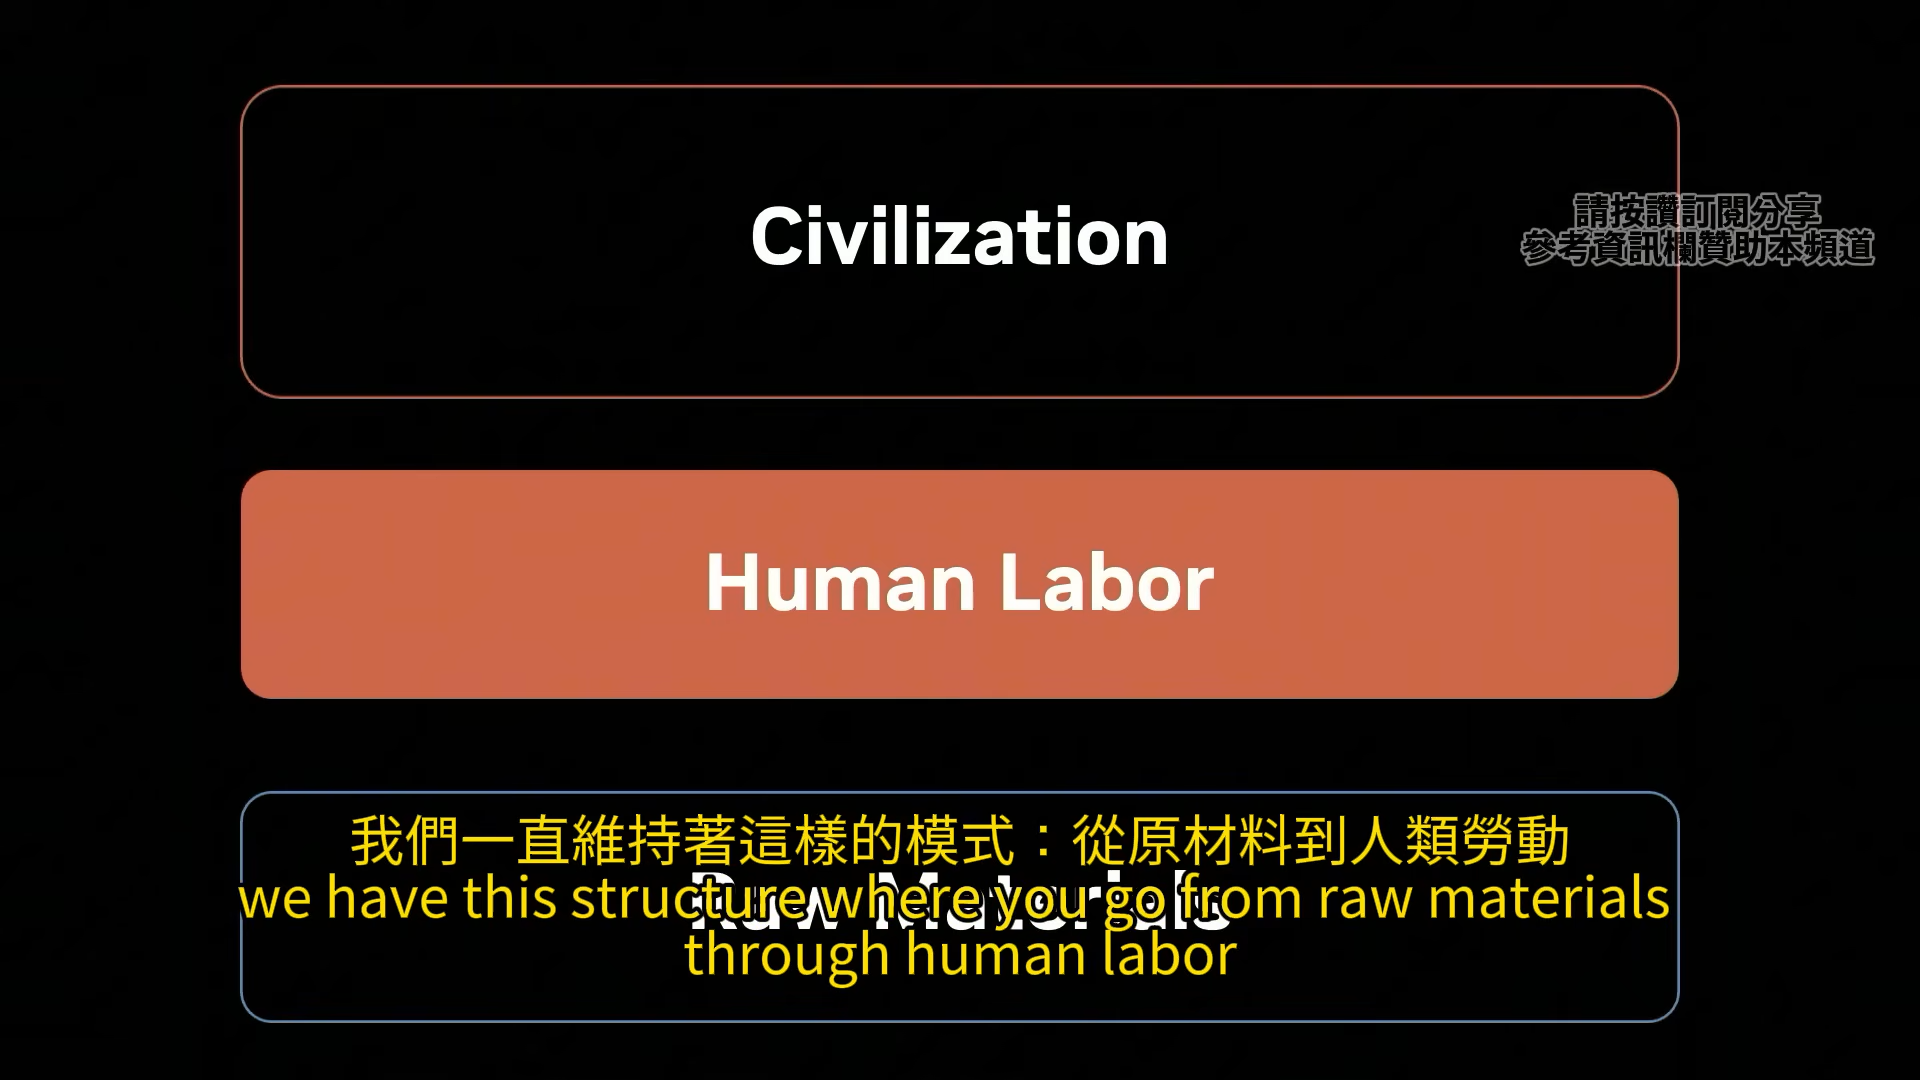 Civilization
請按讚訂閱分享
參考資訊欄贊助本頻道
Human Labor
我們一直維持著這樣的模式：從原材料到人類勞動
Raw Materials
we have this structure where you go from raw materials
through human labor